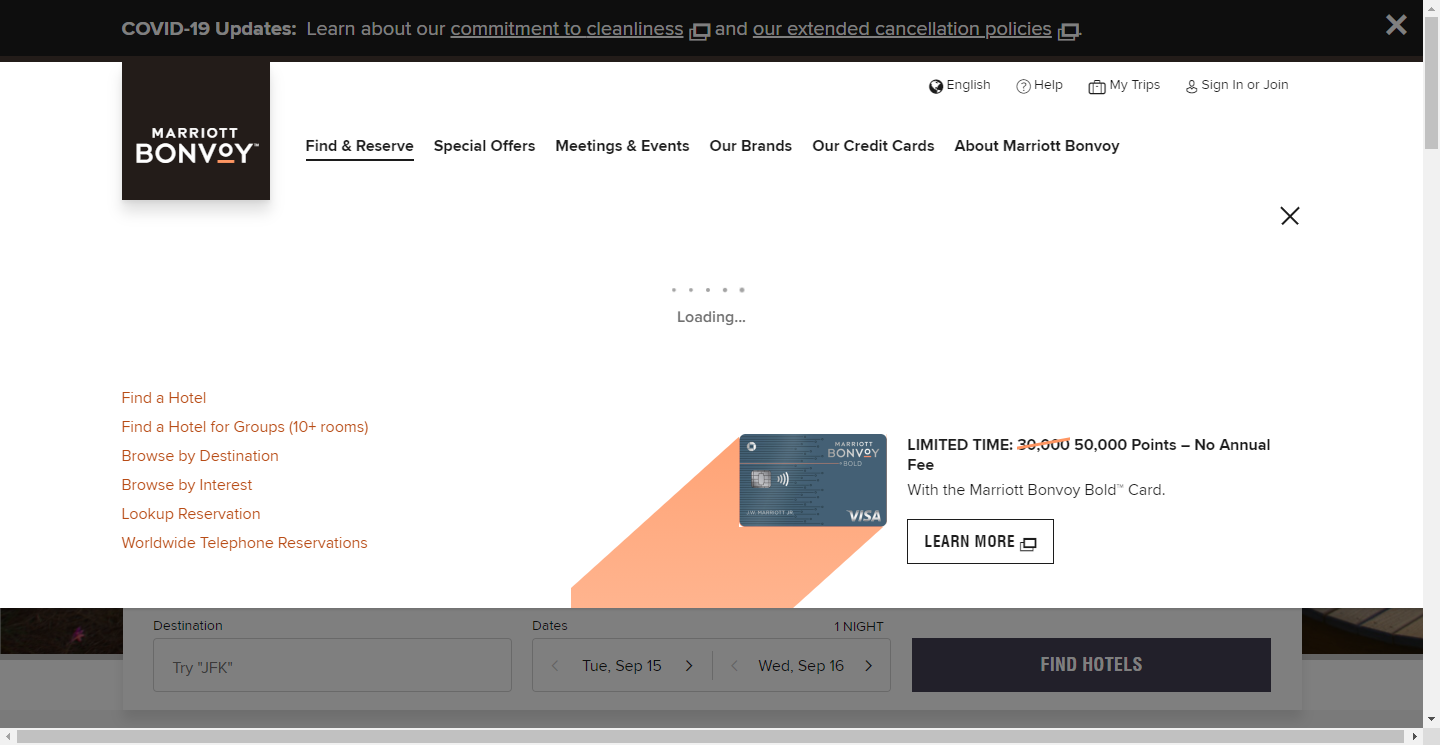 COVID-19 Updates: Learn about our commitment to cleanliness and our extended cancellation policies.
English Help My Trips Sign In or Join
MARRIOTT
BONVOY™
Find & Reserve Special Offers Meetings & Events Our Brands Our Credit Cards About Marriott Bonvoy
Loading...
Find a Hotel
Find a Hotel for Groups (10+ rooms)
Browse by Destination
Browse by Interest
Lookup Reservation
Worldwide Telephone Reservations
MARRIOTT
BONVOY
BOLD
J.W. MARRIOTT JR
VISA
LIMITED TIME: 30,000 50,000 Points – No Annual
Fee
With the Marriott Bonvoy Bold™ Card.
LEARN MORE
Destination
Try "JFK"
Dates 1 NIGHT
Tue, Sep 15 Wed, Sep 16
FIND HOTELS